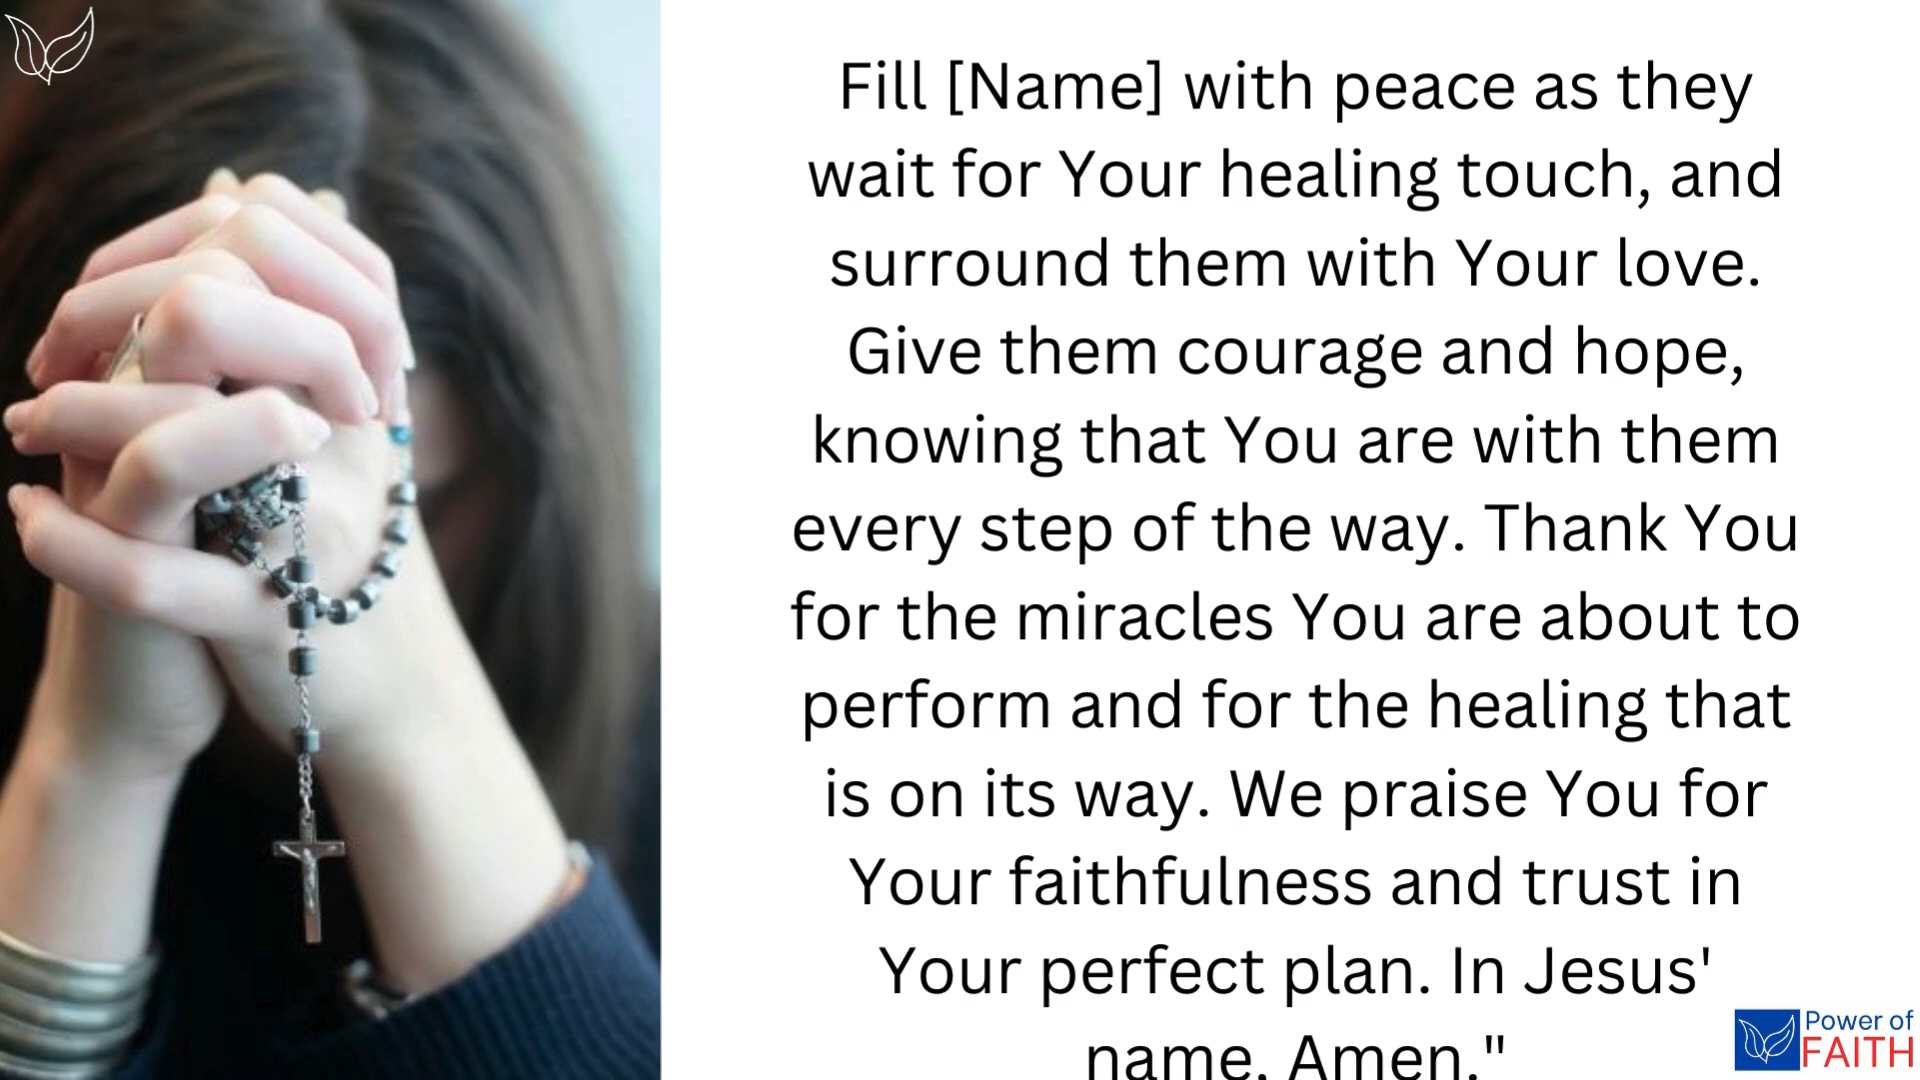 Fill [Name] with peace as they
wait for Your healing touch, and
surround them with Your love.
Give them courage and hope,
knowing that You are with them
every step of the way. Thank You
for the miracles You are about to
perform and for the healing that
is on its way. We praise You for
Your faithfulness and trust in
Your perfect plan. In Jesus'
name, Amen."
Power of
FAITH